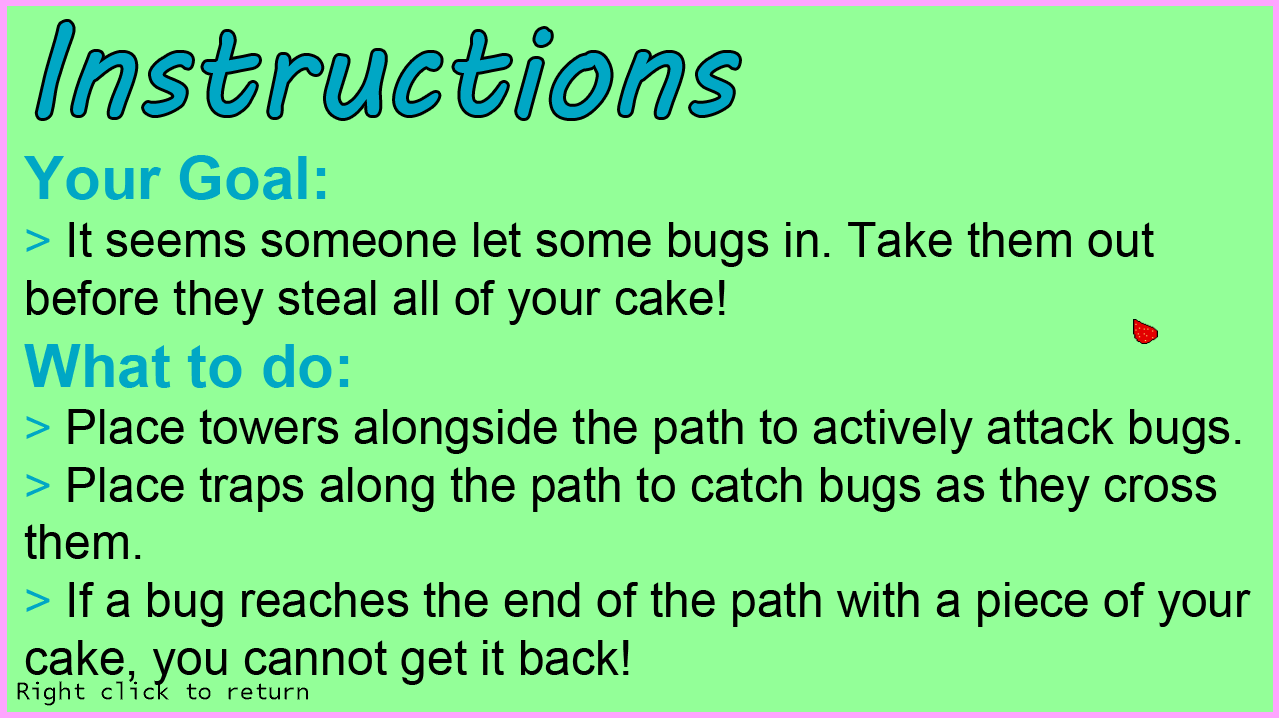 Instructions
Your Goal:
> It seems someone let some bugs in. Take them out
before they steal all of your cake!
What to do:
> Place towers alongside the path to actively attack bugs.
> Place traps along the path to catch bugs as they cross
them.
> If a bug reaches the end of the path with a piece of your
cake, you cannot get it back!
Right click to return